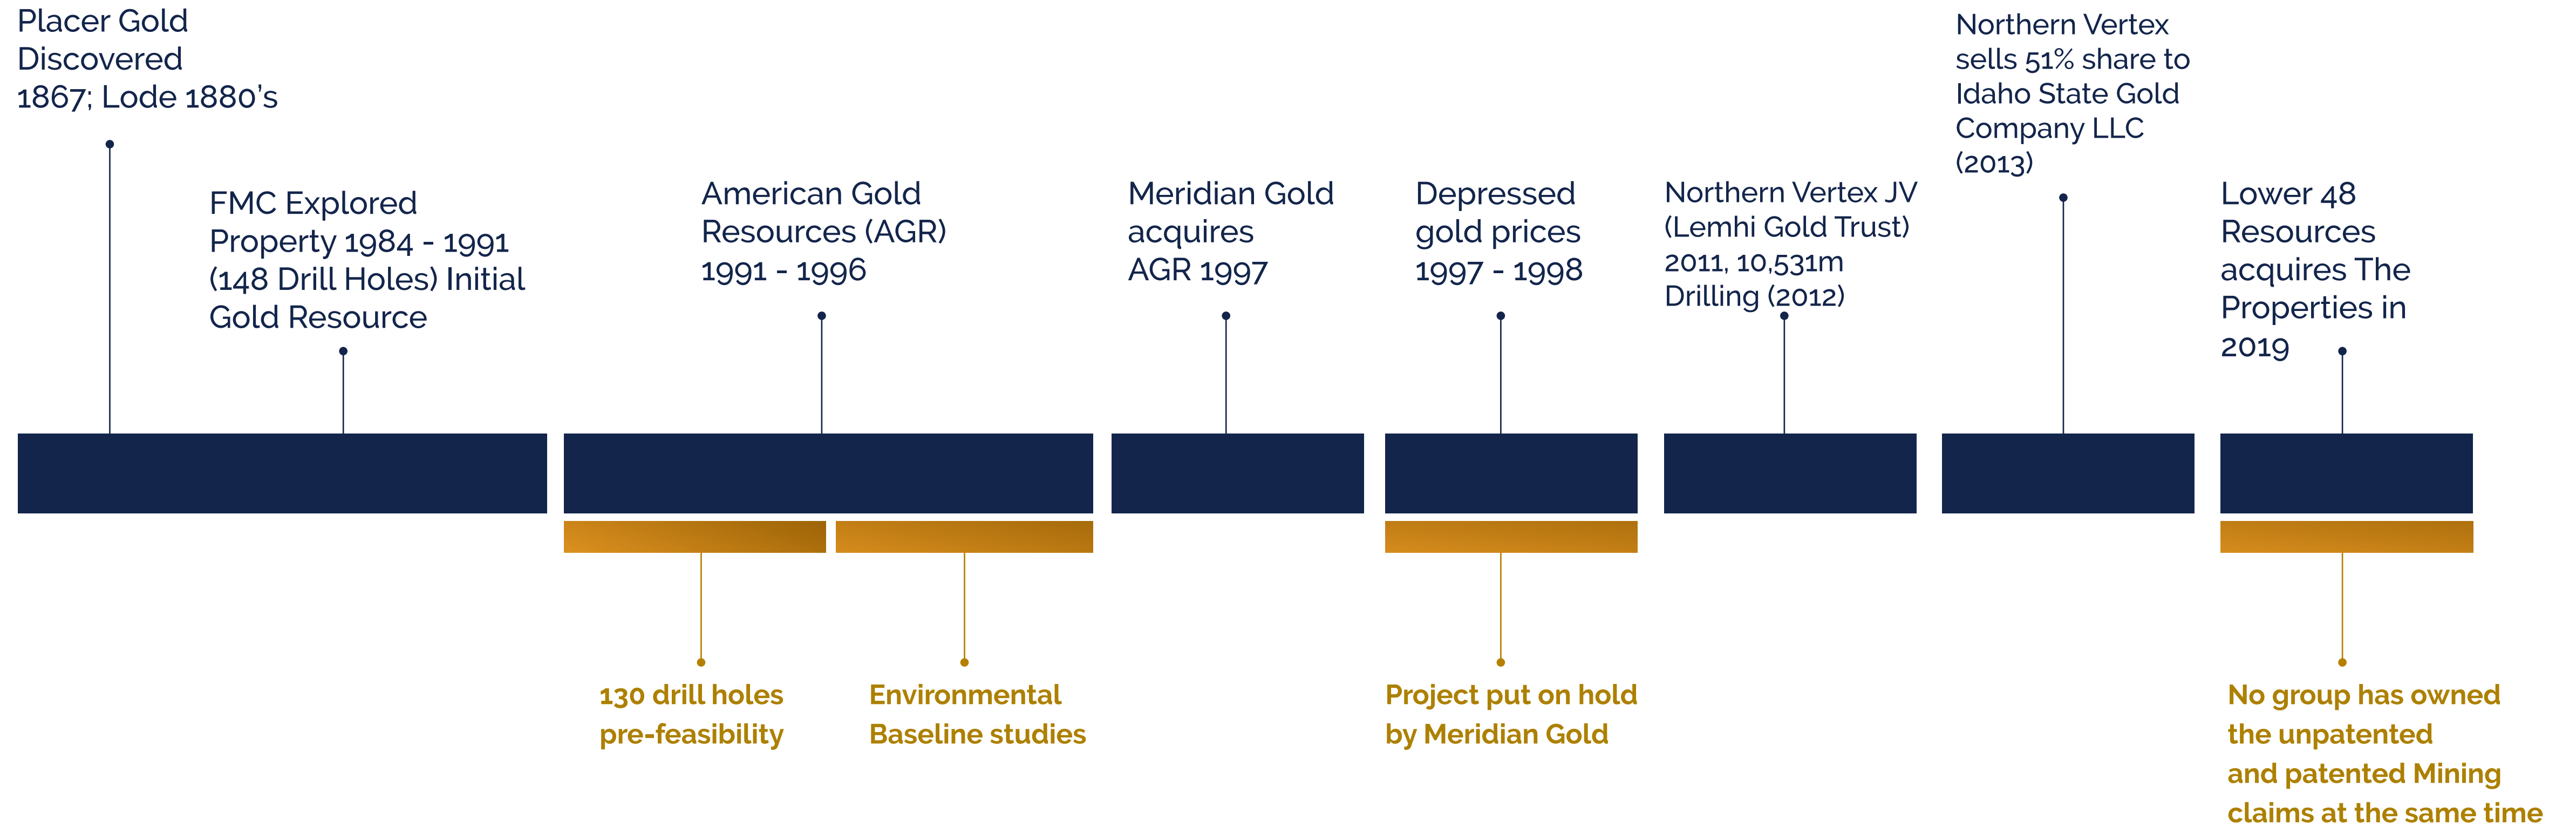 Placer Gold
Discovered
1867; Lode 1880’s
FMC Explored
Property 1984 - 1991
(148 Drill Holes) Initial
Gold Resource
American Gold
Resources (AGR)
1991 - 1996
Meridian Gold
acquires
AGR 1997
Depressed
gold prices
1997 - 1998
Northern Vertex JV
(Lemhi Gold Trust)
2011, 10,531m
Drilling (2012)
Northern Vertex
sells 51% share to
Idaho State Gold
Company LLC
(2013)
Lower 48
Resources
acquires The
Properties in
2019
130 drill holes
pre-feasibility
Environmental
Baseline studies
Project put on hold
by Meridian Gold
No group has owned
the unpatented
and patented Mining
claims at the same time